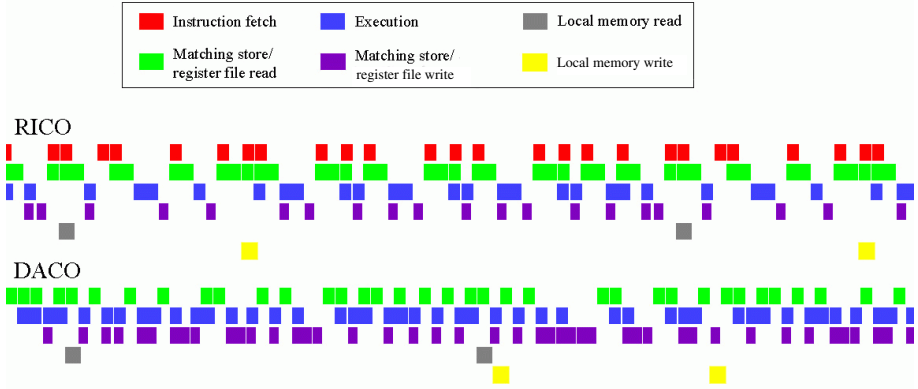 Instruction fetch
Execution
Local memory read
Matching store/
register file read
Matching store/
register file write
Local memory write
RICO
DACO